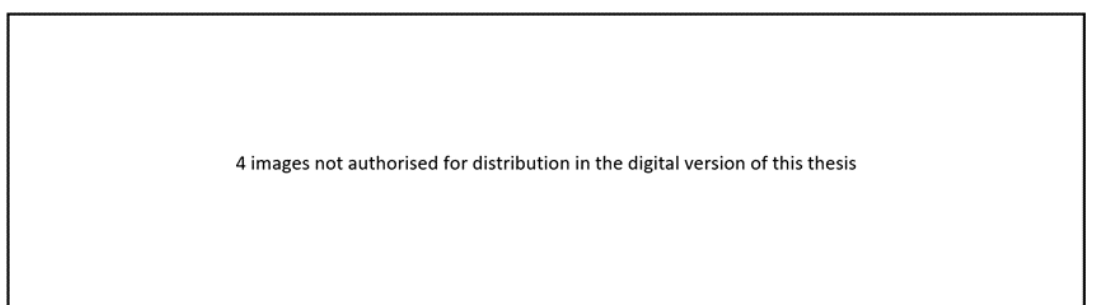 4 images not authorised for distribution in the digital version of this thesis